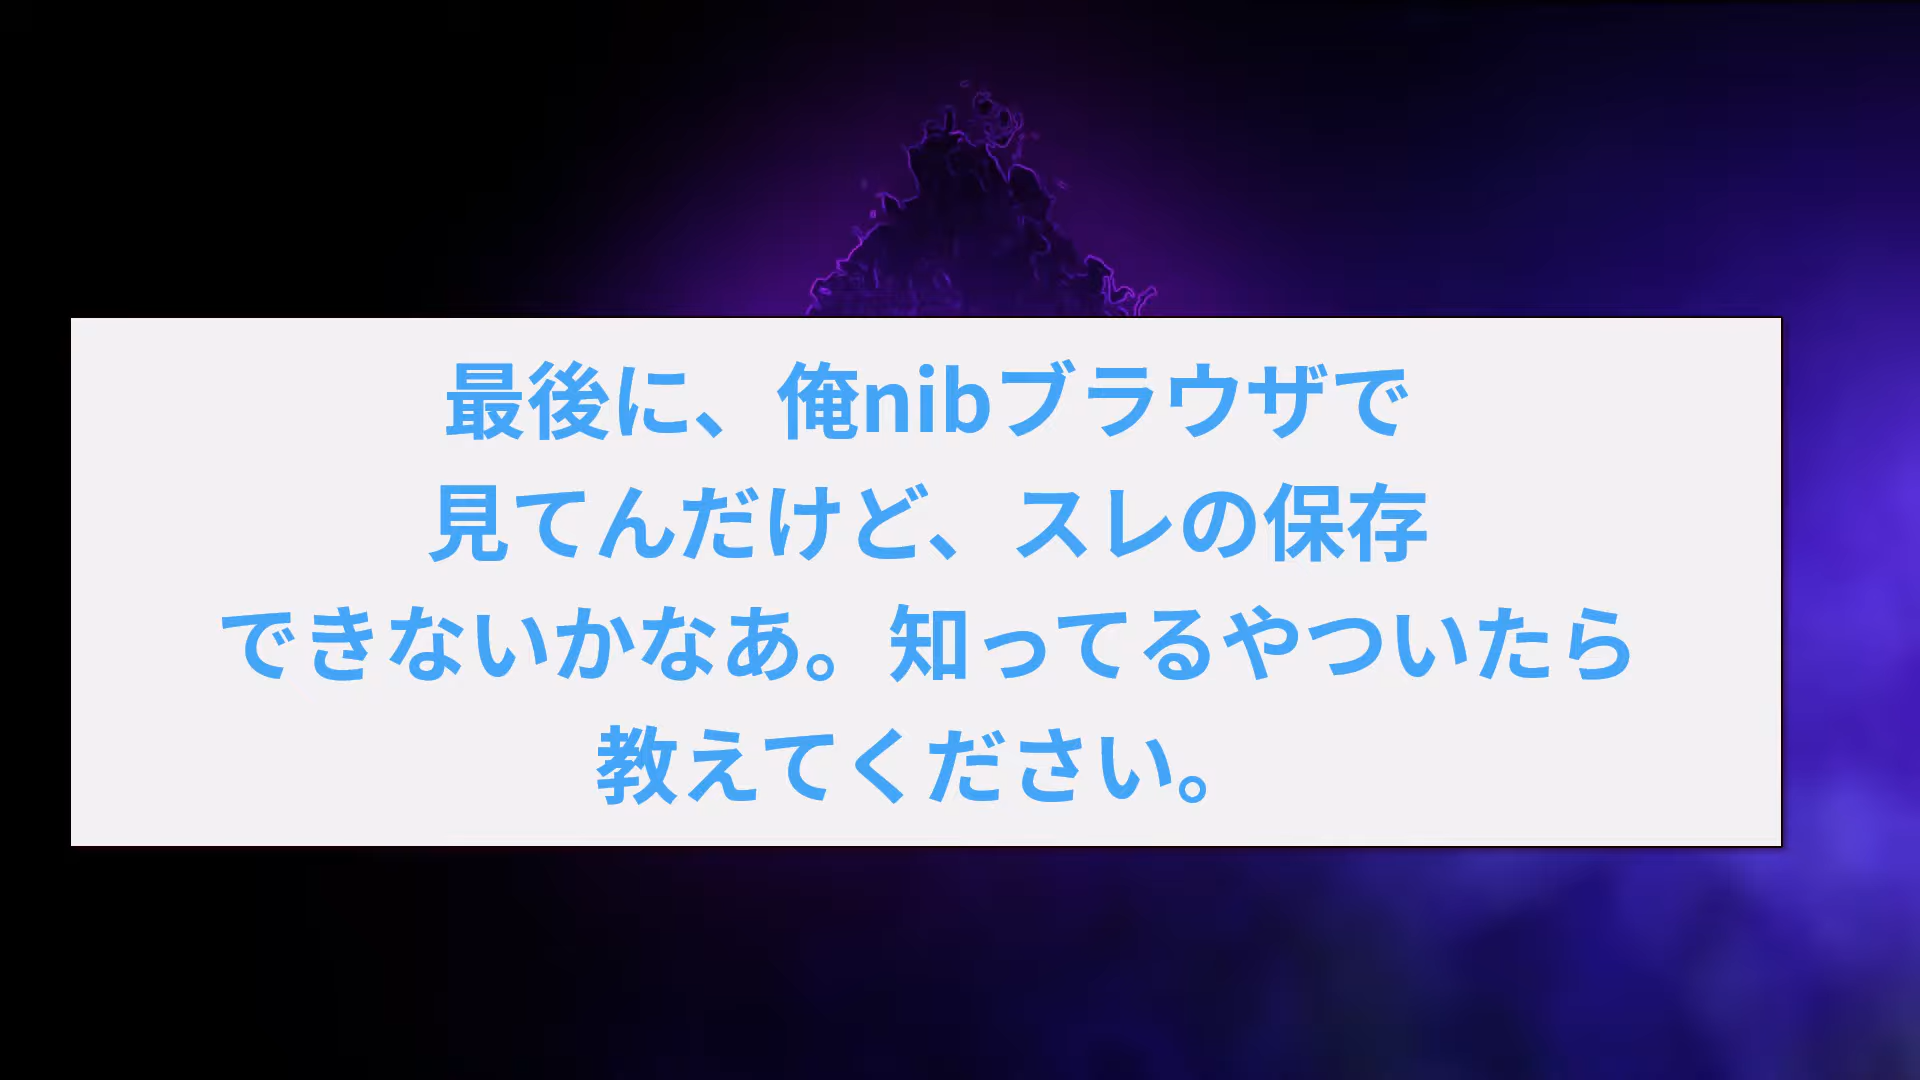 最後に、俺nibブラウザで
見てんだけど、スレの保存
できないかなあ。知ってるやついたら
教えてください。